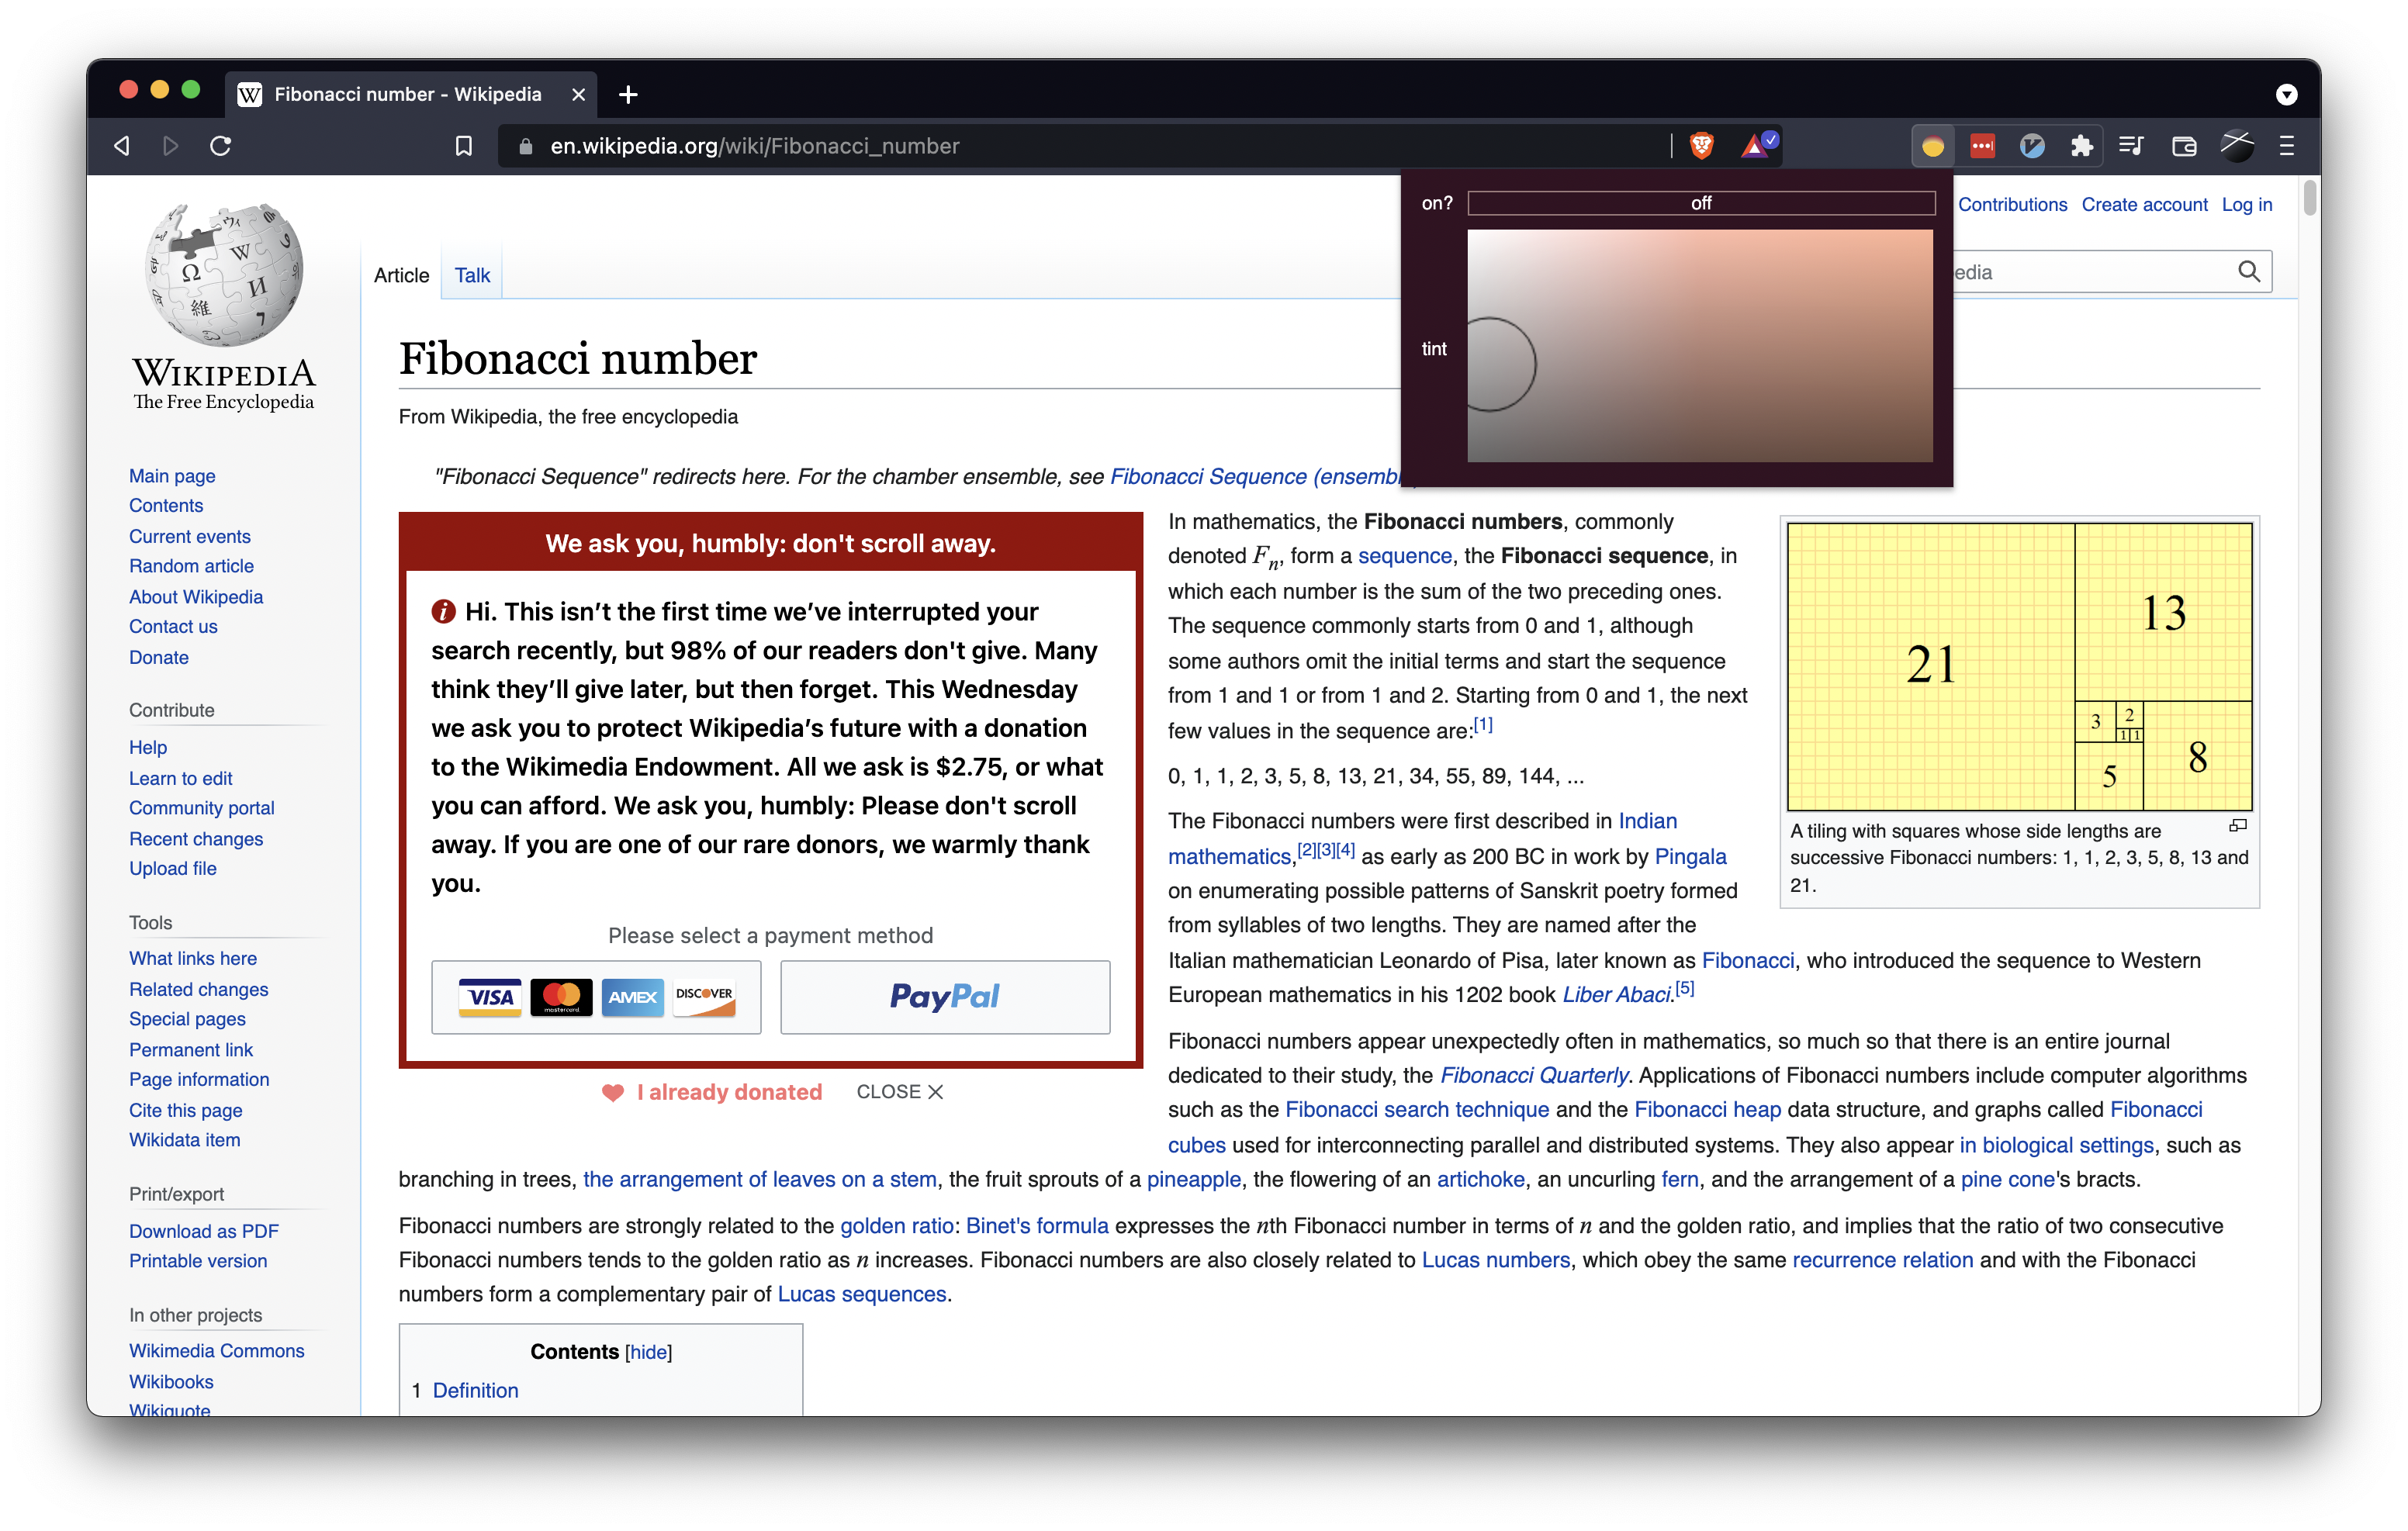 Fibonacci number - Wikipedia
en.wikipedia.org/wiki/Fibonacci_number
on? off
tint
Contributions Create account Log in
WIKIPEDIA
The Free Encyclopedia
Main page
Contents
Current events
Random article
About Wikipedia
Contact us
Donate
Contribute
Help
Learn to edit
Community portal
Recent changes
Upload file
Tools
What links here
Related changes
Special pages
Permanent link
Page information
Cite this page
Wikidata item
Print/export
Download as PDF
Printable version
In other projects
Wikimedia Commons
Wikibooks
Wikiquote
Article Talk
Fibonacci number
From Wikipedia, the free encyclopedia
"Fibonacci Sequence" redirects here. For the chamber ensemble, see Fibonacci Sequence
We ask you, humbly: don't scroll away.
Hi. This isn’t the first time we’ve interrupted your
search recently, but 98% of our readers don't give. Many
think they’ll give later, but then forget. This Wednesday
we ask you to protect Wikipedia’s future with a donation
to the Wikimedia Endowment. All we ask is $2.75, or what
you can afford. We ask you, humbly: Please don't scroll
away. If you are one of our rare donors, we warmly thank
you.
Please select a payment method
VISA mastercard AMEX DISCOVER PayPal
I already donated CLOSE
In mathematics, the Fibonacci numbers, commonly
denoted Fn, form a sequence, the Fibonacci sequence, in
which each number is the sum of the two preceding ones.
The sequence commonly starts from 0 and 1, although
some authors omit the initial terms and start the sequence
from 1 and 1 or from 1 and 2. Starting from 0 and 1, the next
few values in the sequence are:[1]
0, 1, 1, 2, 3, 5, 8, 13, 21, 34, 55, 89, 144, ...
The Fibonacci numbers were first described in Indian
mathematics,[2][3][4] as early as 200 BC in work by Pingala
on enumerating possible patterns of Sanskrit poetry formed
from syllables of two lengths. They are named after the
Italian mathematician Leonardo of Pisa, later known as Fibonacci, who introduced the sequence to Western
European mathematics in his 1202 book Liber Abaci.[5]
21
13
3
2
1 1
8
5
A tiling with squares whose side lengths are
successive Fibonacci numbers: 1, 1, 2, 3, 5, 8, 13 and
21.
Fibonacci numbers appear unexpectedly often in mathematics, so much so that there is an entire journal
dedicated to their study, the Fibonacci Quarterly. Applications of Fibonacci numbers include computer algorithms
such as the Fibonacci search technique and the Fibonacci heap data structure, and graphs called Fibonacci
cubes used for interconnecting parallel and distributed systems. They also appear in biological settings, such as
branching in trees, the arrangement of leaves on a stem, the fruit sprouts of a pineapple, the flowering of an artichoke, an uncurling fern, and the arrangement of a pine cone's bracts.
Fibonacci numbers are strongly related to the golden ratio: Binet's formula expresses the nth Fibonacci number in terms of n and the golden ratio, and implies that the ratio of two consecutive
Fibonacci numbers tends to the golden ratio as n increases. Fibonacci numbers are also closely related to Lucas numbers, which obey the same recurrence relation and with the Fibonacci
numbers form a complementary pair of Lucas sequences.
Contents [hide]
1 Definition